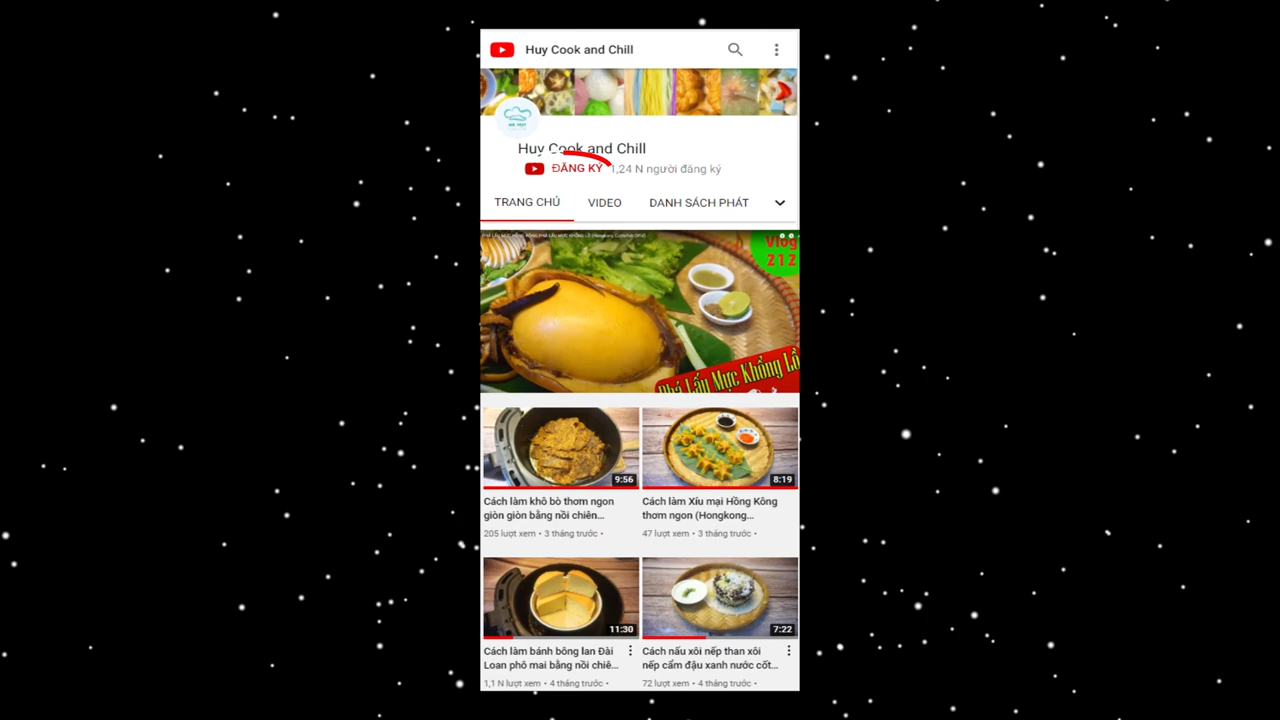 Huy Cook and Chill
Huy Cook and Chill
ĐĂNG KÝ 1,24 N người đăng ký
TRANG CHỦ VIDEO DANH SÁCH PHÁT
Vlog
212
Phá Lấu Mực Khổng Lồ
9:56
8:19
Cách làm khô bò thơm ngon
giòn giòn bằng nồi chiên...
205 lượt xem • 3 tháng trước •
Cách làm Xíu mại Hồng Kông
thơm ngon (Hongkong...
47 lượt xem • 3 tháng trước •
11:30
7:22
Cách làm bánh bông lan Đài
Loan phô mai bằng nồi chiê...
1,1 N lượt xem • 4 tháng trước •
Cách nấu xôi nếp than xôi
nếp cẩm đậu xanh nước cốt...
72 lượt xem • 4 tháng trước •